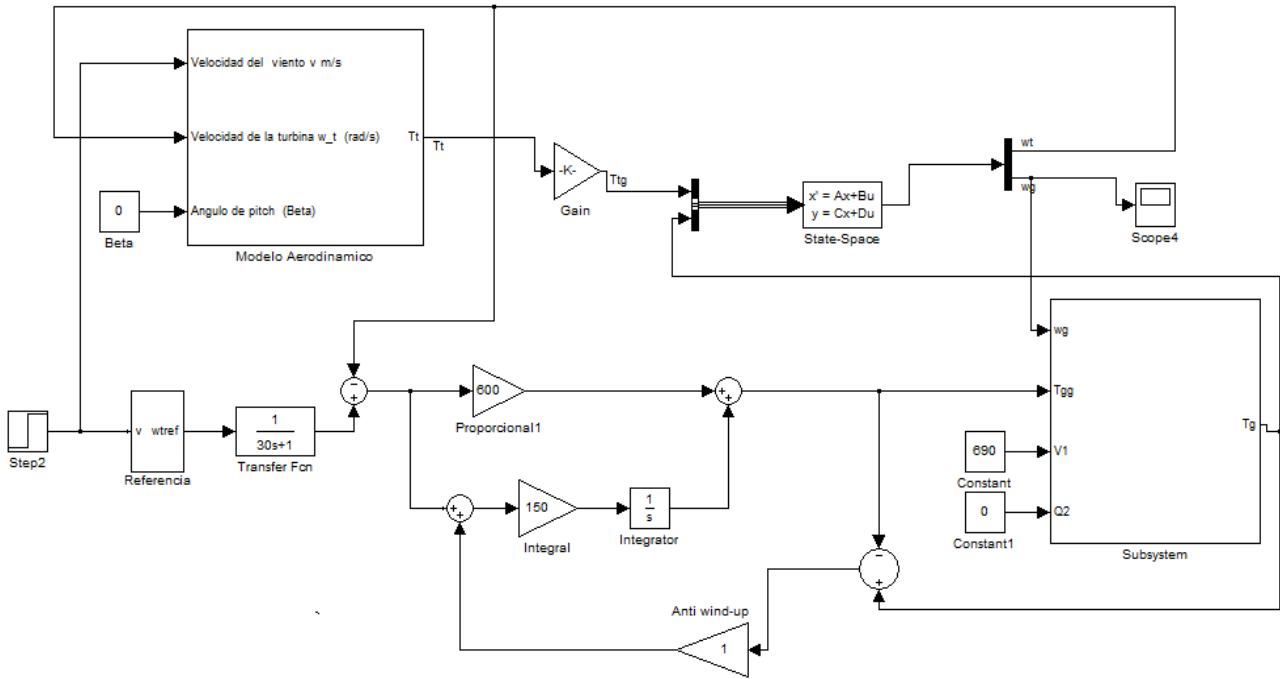 wt
Velocidad del viento v m/s
Velocidad de la turbina w_t (rad/s)
Tt
Tt
Angulo de pitch (Beta)
0
Beta
Modelo Aerodinamico
-K-
Gain
Ttg
x' = Ax+Bu
y = Cx+Du
State-Space
wg
Scope4
Step2
v wtref
Referencia
1
30s+1
Transfer Fcn
−
+
600
Proporcional1
+
+
+
+
150
Integral
1
s
Integrator
wg
Tgg
V1
Q2
Tg
Subsystem
690
Constant
0
Constant1
−
+
Anti wind-up
1